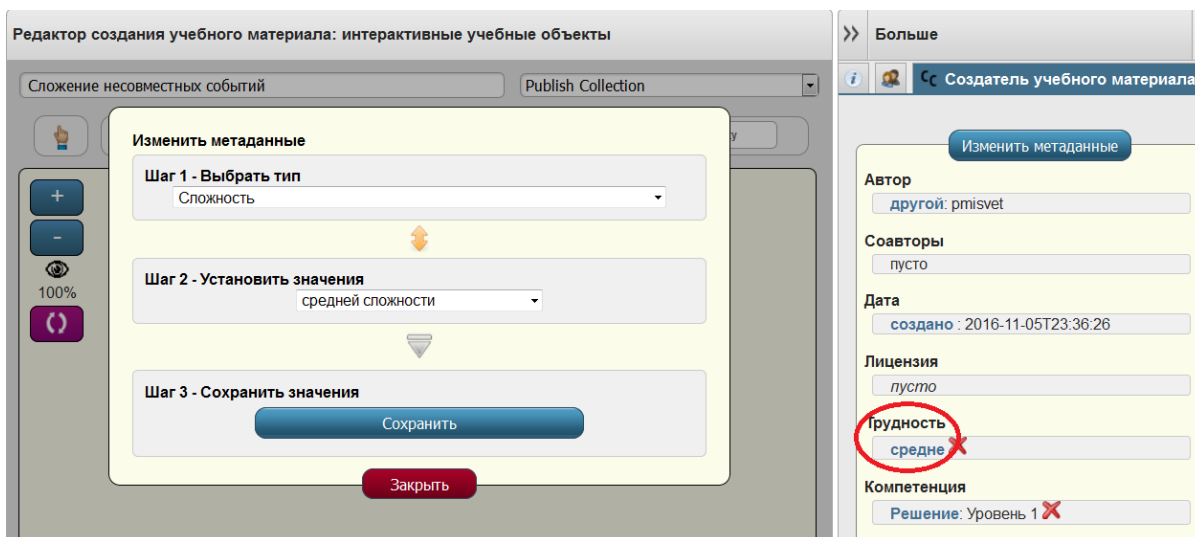 Редактор создания учебного материала: интерактивные учебные объекты
Сложение несовместных событий
Publish Collection
Изменить метаданные
Шаг 1 - Выбрать тип
Сложность
Шаг 2 - Установить значения
средней сложности
Шаг 3 - Сохранить значения
Сохранить
Закрыть
+
-
100%
Больше
Создатель учебного материала
Изменить метаданные
Автор
другой: pmisvet
Соавторы
пусто
Дата
создано : 2016-11-05T23:36:26
Лицензия
пусто
Трудность
средне
Компетенция
Решение: Уровень 1